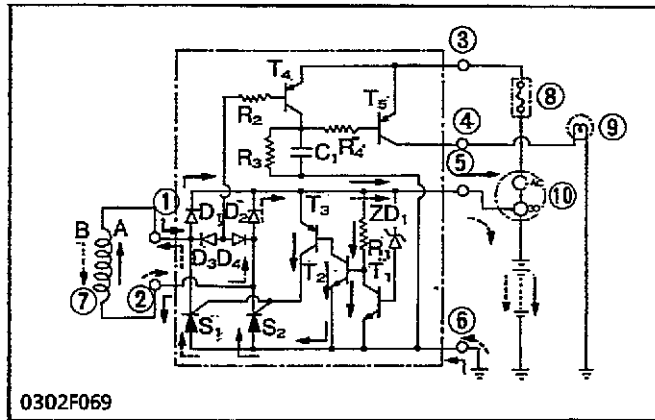 ③
T4
⑧
R2
T5
④
⑨
R3
C1
R4
⑤
AC
⑩
①
D1
D2
T3
ZD1
B
A
D3
D4
T2
R1
T1
⑦
②
S1
S2
⑥
0302F069